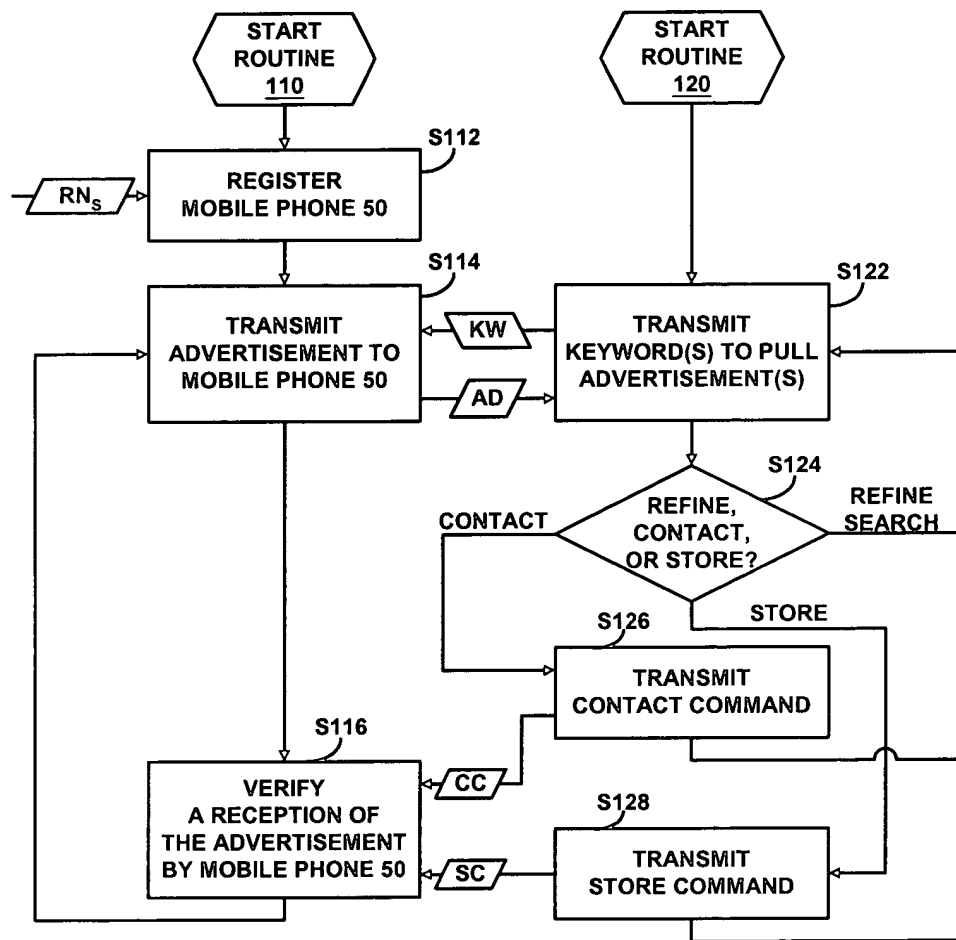 START
ROUTINE
110
START
ROUTINE
120
S112
RN_S
REGISTER
MOBILE PHONE 50
S114
TRANSMIT
ADVERTISEMENT TO
MOBILE PHONE 50
KW
AD
S122
TRANSMIT
KEYWORD(S) TO PULL
ADVERTISEMENT(S)
S124
REFINE,
CONTACT,
OR STORE?
CONTACT
REFINE
SEARCH
STORE
S126
TRANSMIT
CONTACT COMMAND
S116
VERIFY
A RECEPTION OF
THE ADVERTISEMENT
BY MOBILE PHONE 50
CC
SC
S128
TRANSMIT
STORE COMMAND